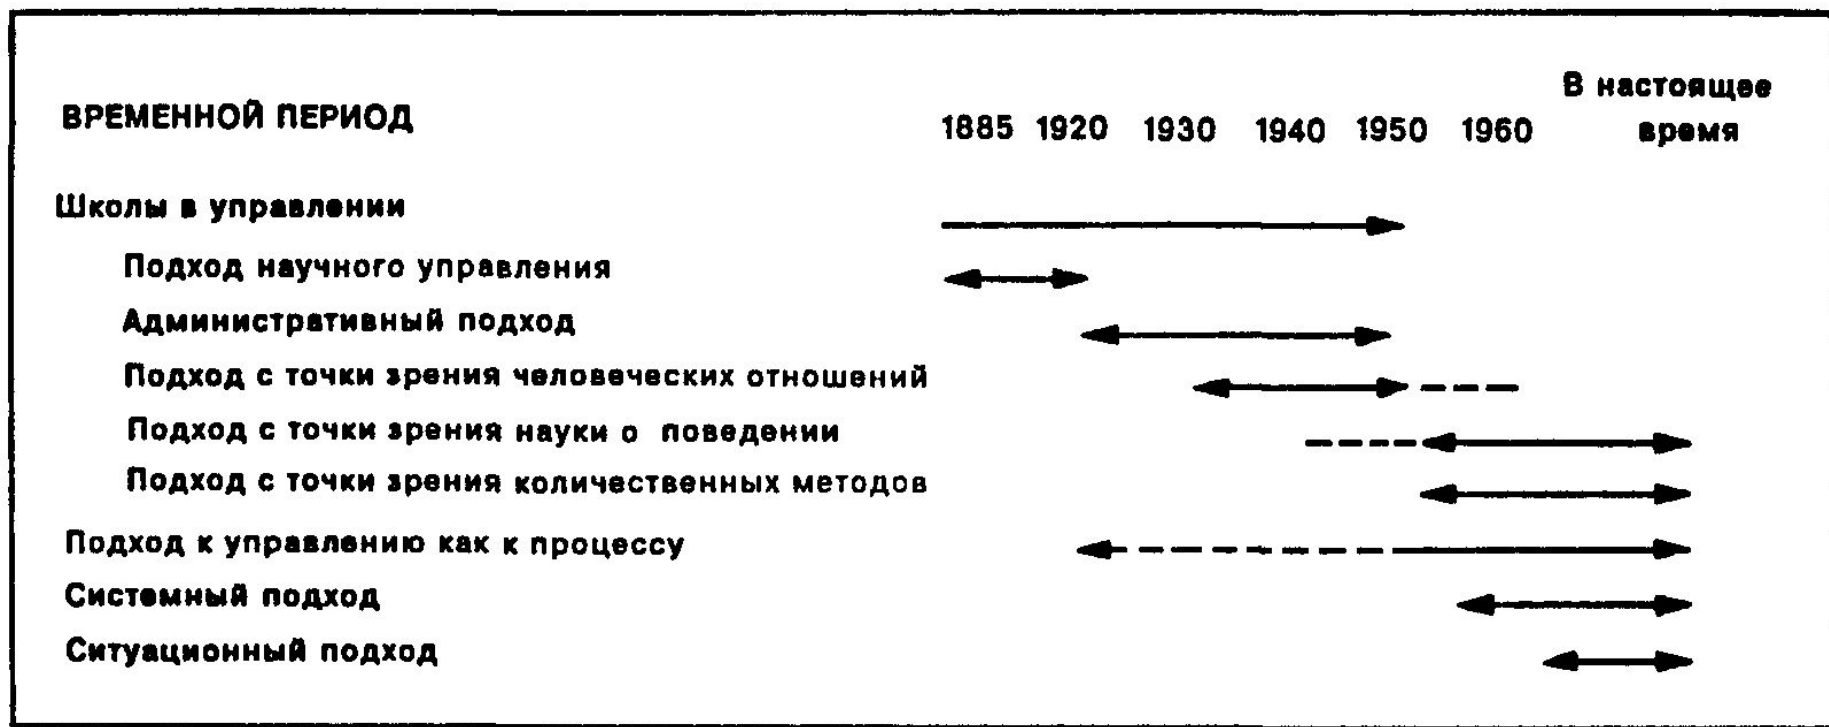 В настоящее
ВРЕМЕННОЙ ПЕРИОД 1885 1920 1930 1940 1950 1960 время
Школы в управлении
Подход научного управления
Административный подход
Подход с точки зрения человеческих отношений
Подход с точки зрения науки о поведении
Подход с точки зрения количественных методов
Подход к управлению как к процессу
Системный подход
Ситуационный подход